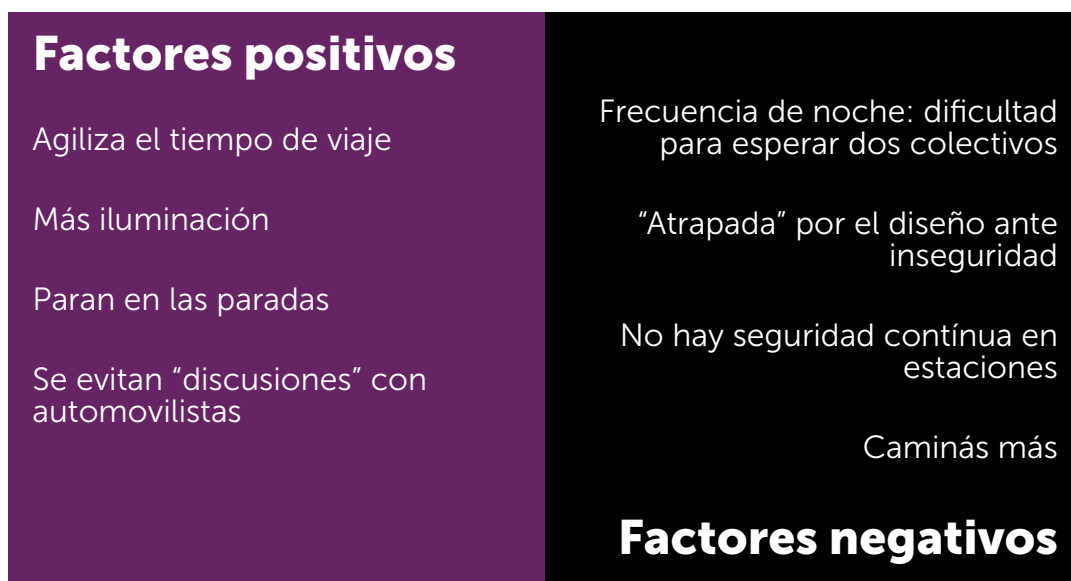 Factores positivos
Agiliza el tiempo de viaje
Más iluminación
Paran en las paradas
Se evitan “discusiones” con
automovilistas
Frecuencia de noche: dificultad
para esperar dos colectivos
“Atrapada” por el diseño ante
inseguridad
No hay seguridad contínua en
estaciones
Caminás más
Factores negativos